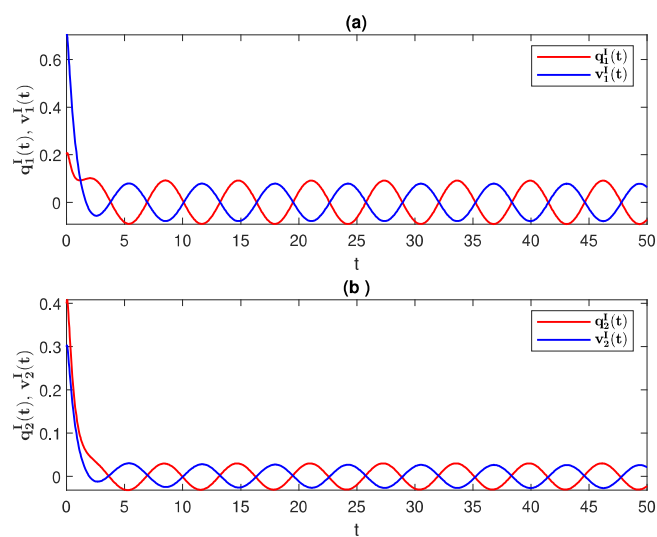 (a)
q₁ᴵ(t), v₁ᴵ(t)
0.6
0.4
0.2
0
q₁ᴵ(t)
v₁ᴵ(t)
0 5 10 15 20 25 30 35 40 45 50
t
(b )
q₂ᴵ(t), v₂ᴵ(t)
0.4
0.3
0.2
0.1
0
q₂ᴵ(t)
v₂ᴵ(t)
0 5 10 15 20 25 30 35 40 45 50
t